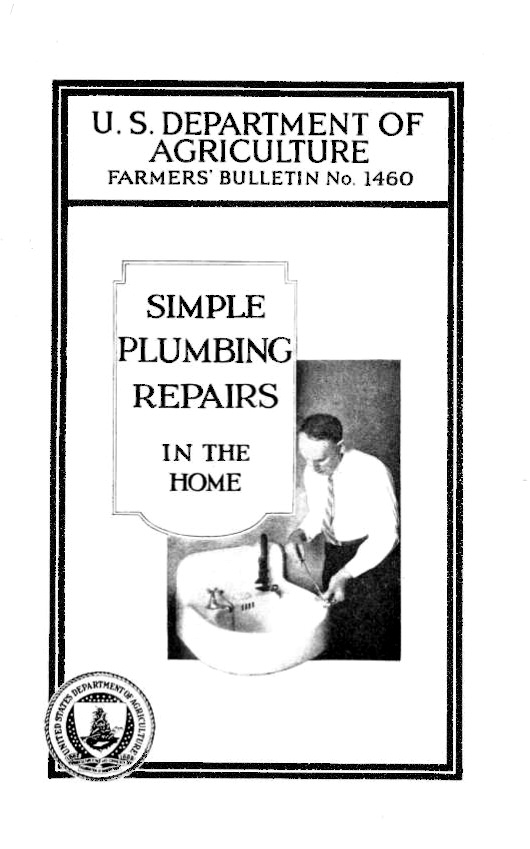 U. S. DEPARTMENT OF
AGRICULTURE
FARMERS' BULLETIN No. 1460
SIMPLE
PLUMBING
REPAIRS
IN THE
HOME
UNITED STATES DEPARTMENT OF AGRICULTURE